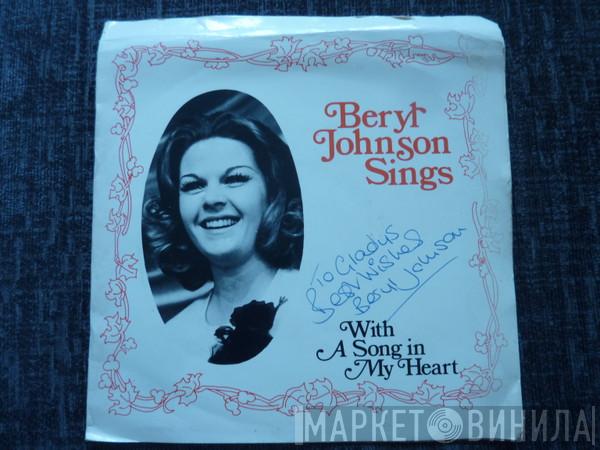 Beryl
Johnson
Sings
To Gladys
Best Wishes
Beryl Johnson
With
A Song in
My Heart
МАРКЕТ ВИНИЛА